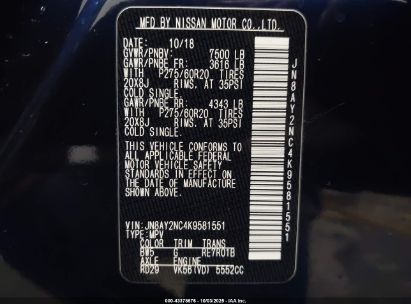 MFD BY NISSAN MOTOR CO.,LTD.
DATE: 10/18
GVWR/PNBV: 7500 LB
GAWR/PNBE FR: 3616 LB
WITH P275/60R20 TIRES
20X8J RIMS. AT 35PSI
COLD SINGLE.
GAWR/PNBE RR: 4343 LB
WITH P275/60R20 TIRES
20X8J RIMS. AT 35PSI
COLD SINGLE.
THIS VEHICLE CONFORMS TO
ALL APPLICABLE FEDERAL
MOTOR VEHICLE SAFETY
STANDARDS IN EFFECT ON
THE DATE OF MANUFACTURE
SHOWN ABOVE.
VIN:JN8AY2NC4K9581551
TYPE:MPV
COLOR TRIM TRANS
BW5 G RE7R01B
AXLE ENGINE
RD29 VK56(VD) 5552CC
JN8AY2NC4K9581551